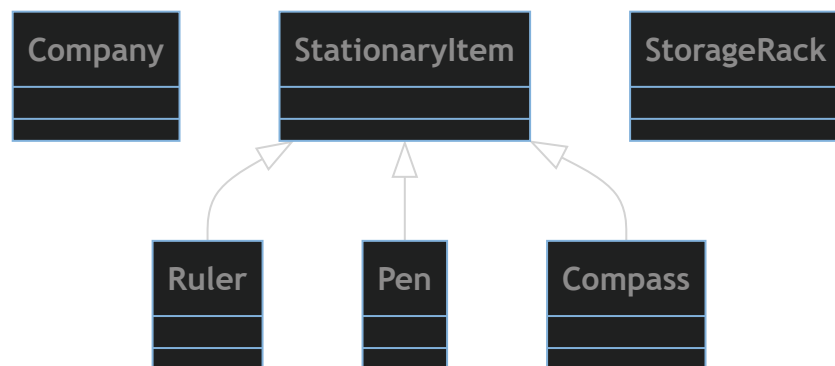 Company
StationaryItem
StorageRack
Ruler
Pen
Compass